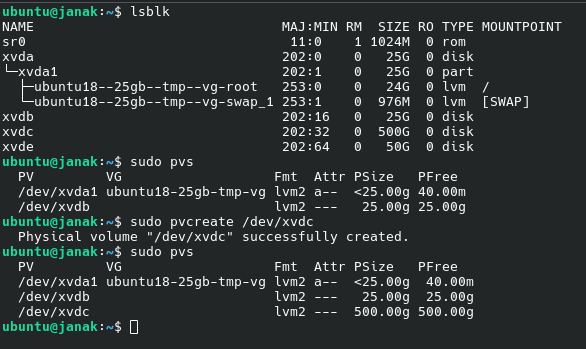 ubuntu@janak:~$ lsblk
NAME                              MAJ:MIN RM  SIZE RO TYPE MOUNTPOINT
sr0                                11:0    1 1024M  0 rom
xvda                              202:0    0   25G  0 disk
└─xvda1                           202:1    0   25G  0 part
  ├─ubuntu18--25gb--tmp--vg-root   253:0    0   24G  0 lvm  /
  └─ubuntu18--25gb--tmp--vg-swap_1 253:1    0  976M  0 lvm  [SWAP]
xvdb                              202:16   0   25G  0 disk
xvdc                              202:32   0  500G  0 disk
xvde                              202:64   0   50G  0 disk
ubuntu@janak:~$ sudo pvs
  PV         VG                   Fmt  Attr PSize   PFree
  /dev/xvda1 ubuntu18-25gb-tmp-vg lvm2 a--  <25.00g 40.00m
  /dev/xvdb                       lvm2 ---   25.00g 25.00g
ubuntu@janak:~$ sudo pvcreate /dev/xvdc
  Physical volume "/dev/xvdc" successfully created.
ubuntu@janak:~$ sudo pvs
  PV         VG                   Fmt  Attr PSize   PFree
  /dev/xvda1 ubuntu18-25gb-tmp-vg lvm2 a--  <25.00g  40.00m
  /dev/xvdb                       lvm2 ---   25.00g  25.00g
  /dev/xvdc                       lvm2 ---  500.00g 500.00g
ubuntu@janak:~$